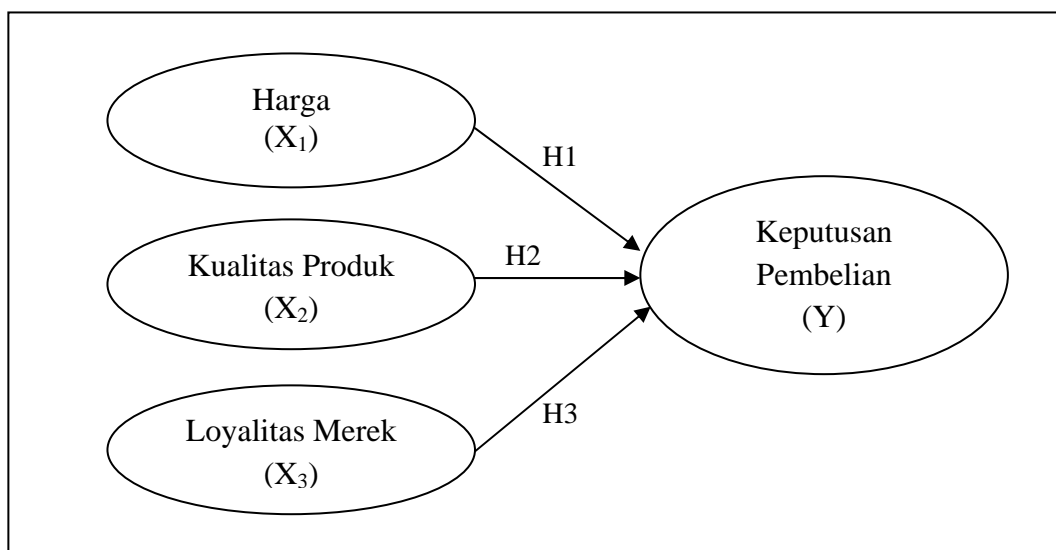 Harga
(X₁)
H1
Kualitas Produk
(X₂)
H2
Keputusan
Pembelian
(Y)
Loyalitas Merek
(X₃)
H3